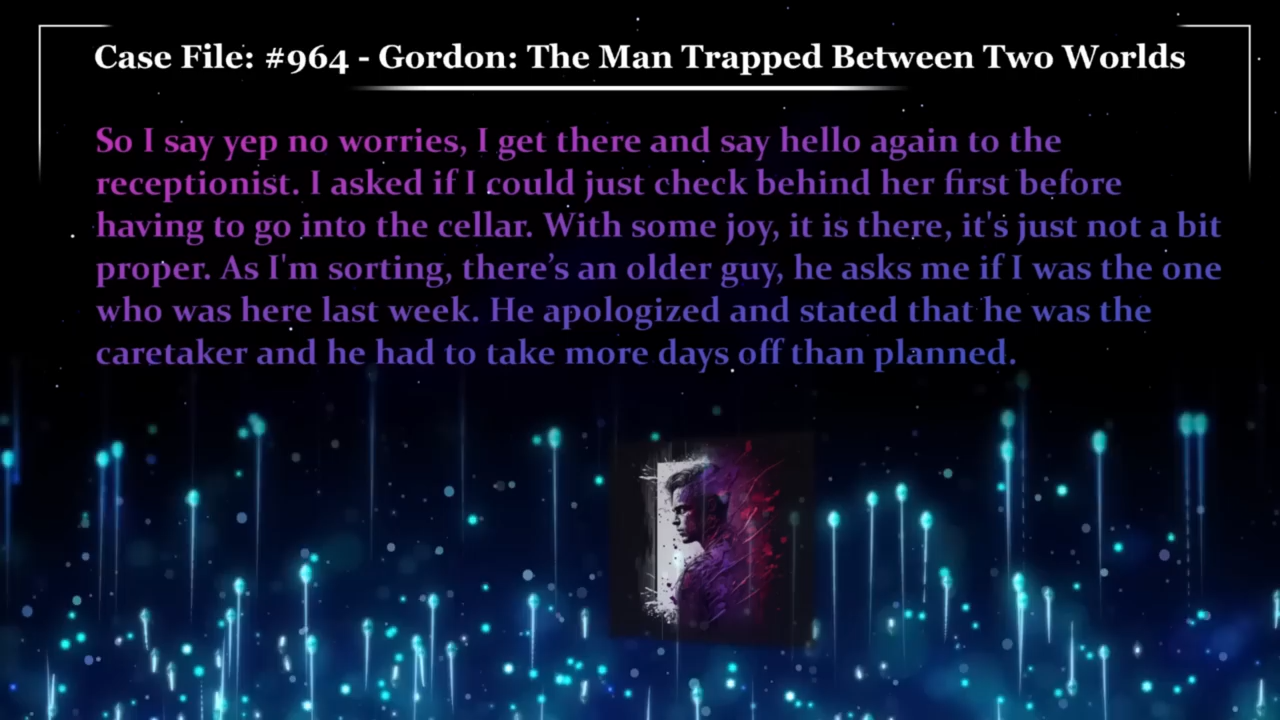 Case File: #964 - Gordon: The Man Trapped Between Two Worlds
So I say yep no worries, I get there and say hello again to the
receptionist. I asked if I could just check behind her first before
having to go into the cellar. With some joy, it is there, it's just not a bit
proper. As I'm sorting, there’s an older guy, he asks me if I was the one
who was here last week. He apologized and stated that he was the
caretaker and he had to take more days off than planned.